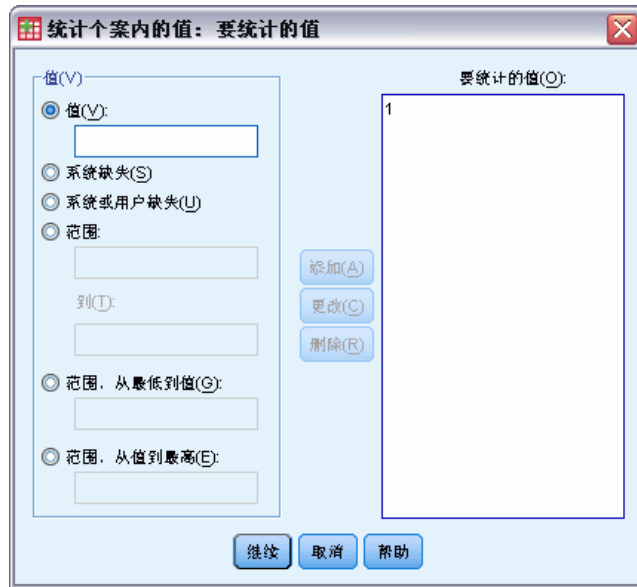 统计个案内的值：要统计的值
值(V)
值(V):
系统缺失(S)
系统或用户缺失(U)
范围:
到(T):
范围，从最低到值(G):
范围，从值到最高(E):
添加(A)
更改(C)
删除(R)
要统计的值(O):
1
继续
取消
帮助